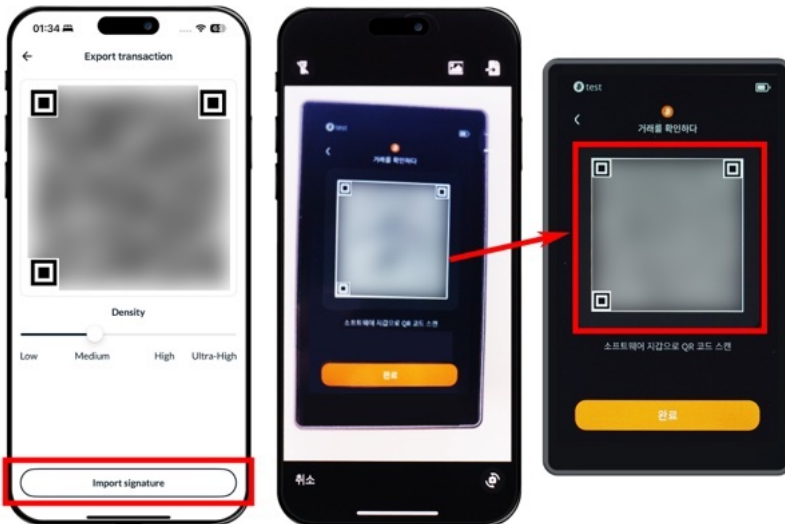 01:34
Export transaction
Density
Low Medium High Ultra-High
Import signature
test
거래를 확인하다
소프트웨어 지갑으로 QR 코드 스캔
완료
취소
test
거래를 확인하다
소프트웨어 지갑으로 QR 코드 스캔
완료